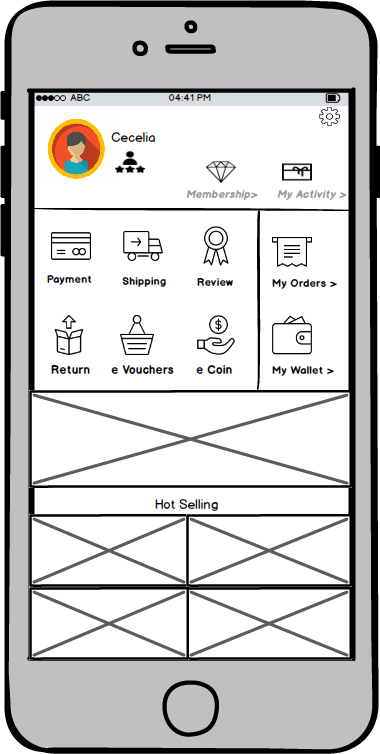 ABC 04:41 PM
Cecelia
Membership> My Activity >
Payment Shipping Review My Orders >
Return e Vouchers e Coin My Wallet >
Hot Selling